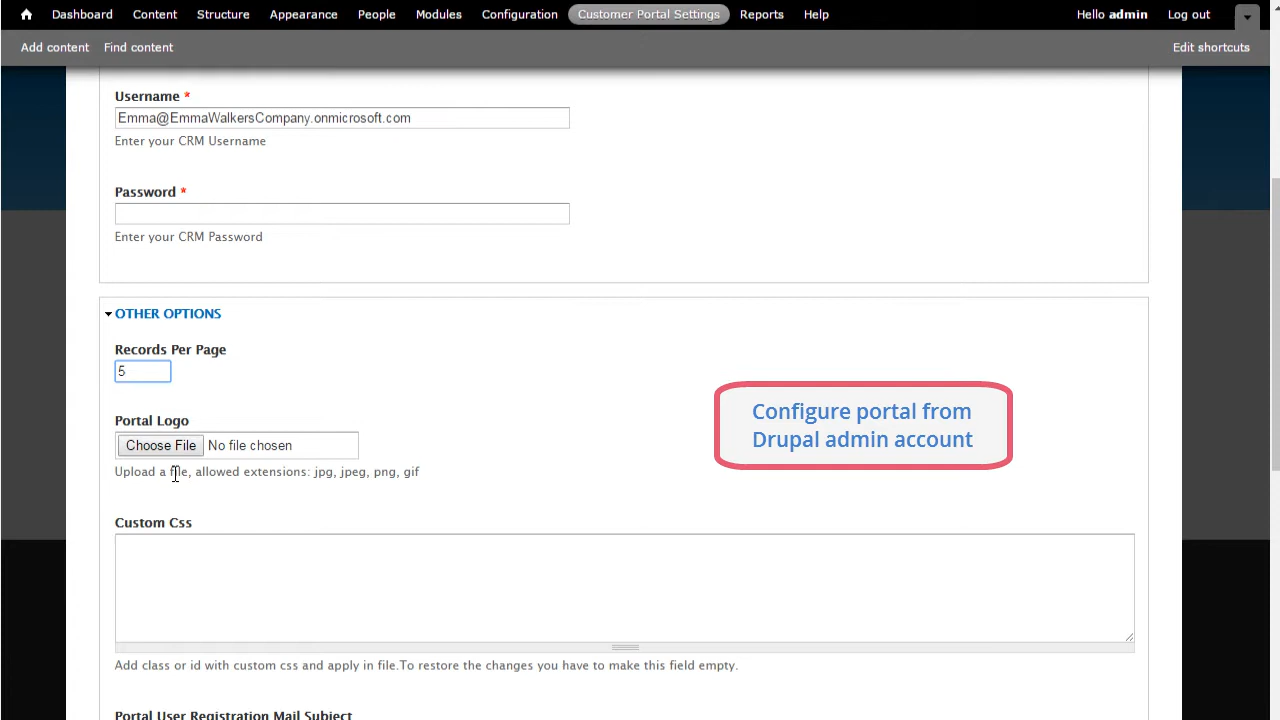 Dashboard Content Structure Appearance People Modules Configuration Customer Portal Settings Reports Help Hello admin Log out
Add content Find content Edit shortcuts
Username *
Emma@EmmaWalkersCompany.onmicrosoft.com
Enter your CRM Username
Password *
Enter your CRM Password
OTHER OPTIONS
Records Per Page
5
Portal Logo
Choose File No file chosen
Upload a file, allowed extensions: jpg, jpeg, png, gif
Configure portal from
Drupal admin account
Custom Css
Add class or id with custom css and apply in file.To restore the changes you have to make this field empty.
Portal User Registration Mail Subject